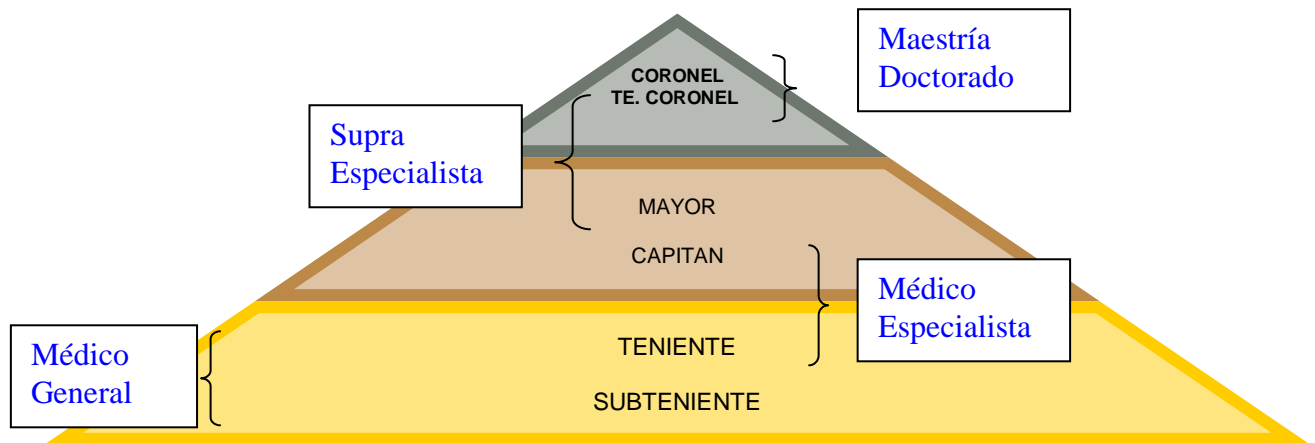 Maestría
Doctorado
CORONEL
TE. CORONEL
Supra
Especialista
MAYOR
CAPITAN
Médico
Especialista
TENIENTE
Médico
General
SUBTENIENTE